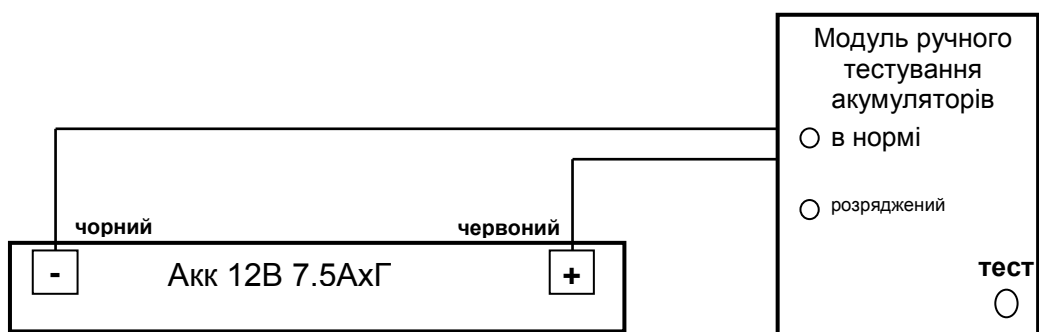 Модуль ручного
тестування
акумуляторів
в нормі
розряджений
чорний
червоний
тест
- Акк 12В 7.5АхГ +